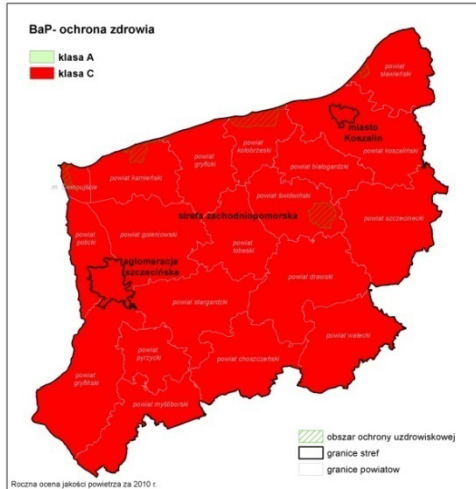 BaP- ochrona zdrowia
klasa A
klasa C
powiat
sławieński
miasto
Koszalin
powiat
kołobrzeski
powiat koszaliński
powiat
gryficki
powiat białogardzki
powiat kamieński
powiat
strefa zachodniopomorska
powiat szczecinecki
powiat
policki
powiat goleniowski
powiat
łobeski
aglomeracja
szczecińska
powiat drawski
powiat stargardzki
powiat wałecki
powiat
pyrzycki
powiat choszczeński
powiat
gryfiński
powiat myśliborski
obszar ochrony uzdrowiskowej
granice stref
granice powiatow
Roczna ocena jakości powietrza za 2010 r.